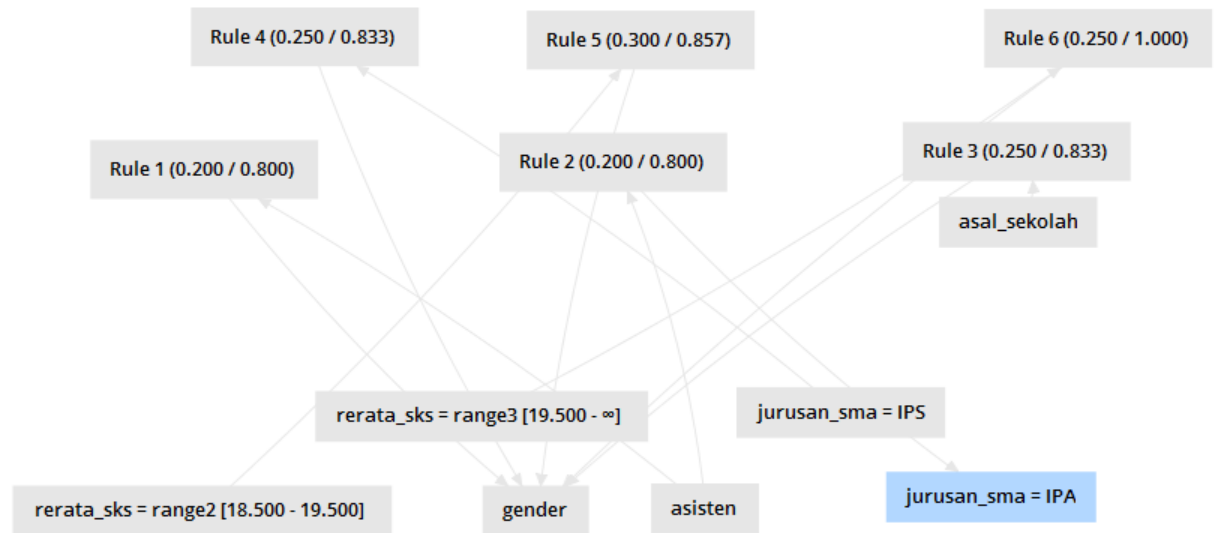 Rule 4 (0.250 / 0.833)
Rule 5 (0.300 / 0.857)
Rule 6 (0.250 / 1.000)
Rule 1 (0.200 / 0.800)
Rule 2 (0.200 / 0.800)
Rule 3 (0.250 / 0.833)
asal_sekolah
rerata_sks = range3 [19.500 - ∞]
jurusan_sma = IPS
rerata_sks = range2 [18.500 - 19.500]
gender
asisten
jurusan_sma = IPA